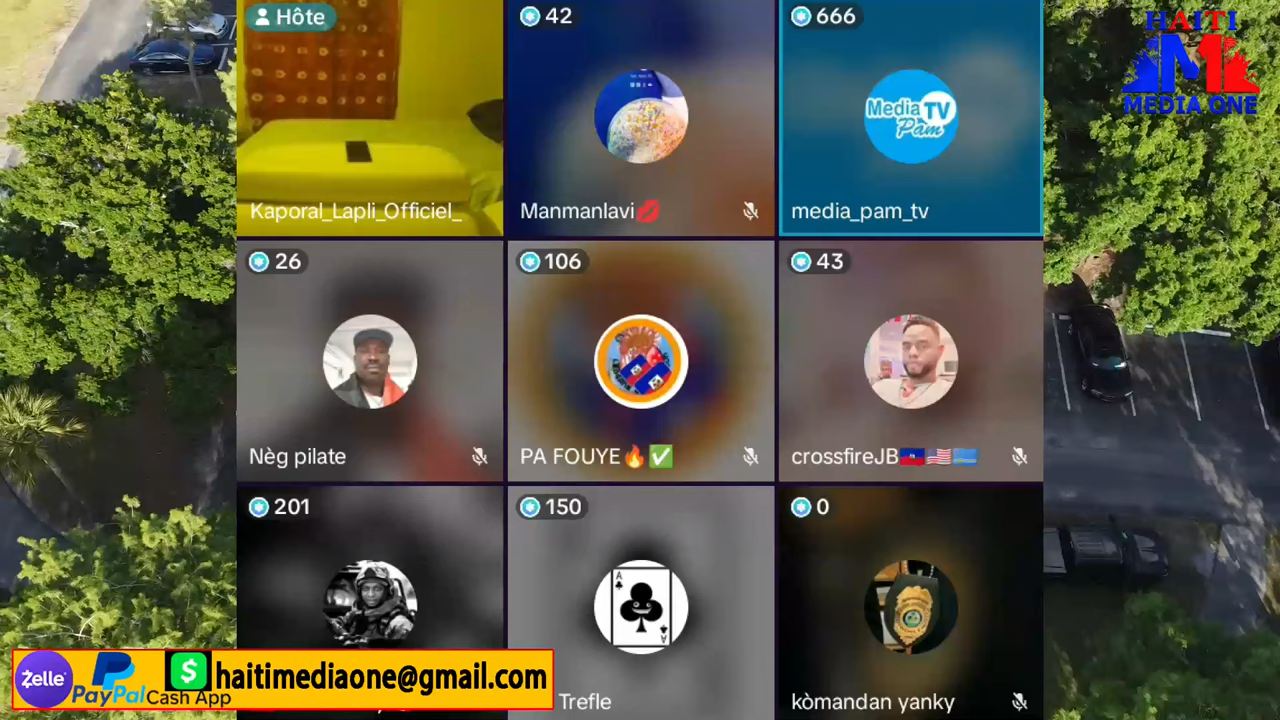 Hôte
42
666
HAITI
M
MEDIA ONE
Media TV
Pam
Kaporal_Lapli_Officiel_
Manmanlavi💋
media_pam_tv
26
106
43
Nèg pilate
PA FOUYE🔥✅
crossfireJB🇭🇹🇺🇸🇦🇼
201
150
0
A
A
Zelle
PayPal
$
Cash App
haitimediaone@gmail.com
Trefle
kòmandan yanky